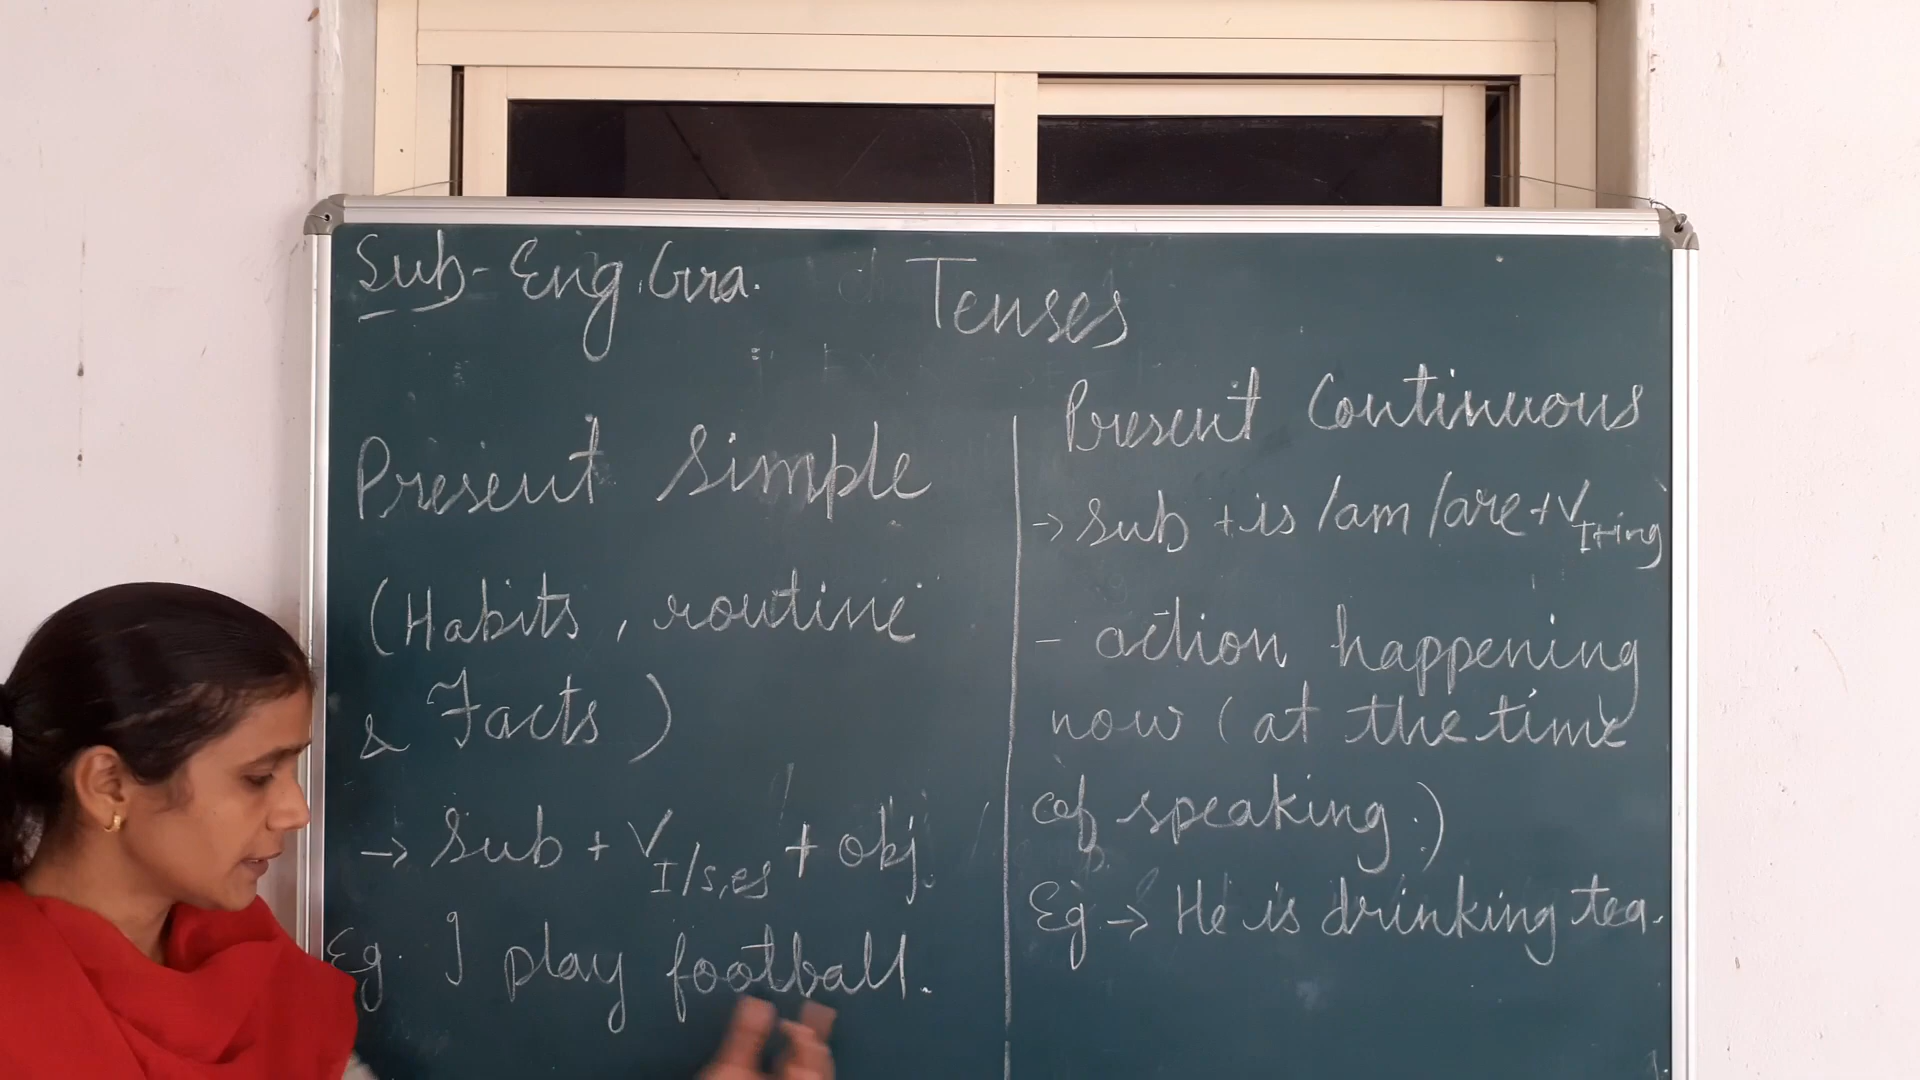 Sub- Eng. Gra.
Tenses
Present Simple
(Habits, routine
& Facts)
→ Sub + V I/s,es + obj.
Eg. I play football.
Present Continuous
→ Sub + is /am /are + V I+ing
- action happening
now (at the time
of speaking.)
Eg → He is drinking tea.